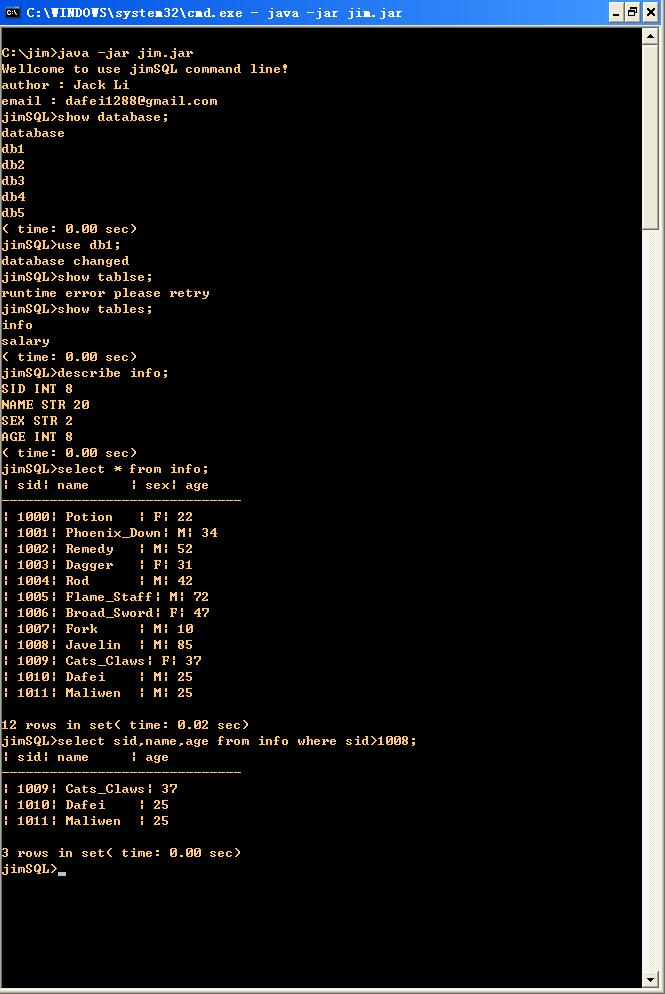 C:\WINDOWS\system32\cmd.exe - java -jar jim.jar
C:\jim>java -jar jim.jar
Wellcome to use jimSQL command line!
author : Jack Li
email : dafei1288@gmail.com
jimSQL>show database;
database
db1
db2
db3
db4
db5
( time: 0.00 sec)
jimSQL>use db1;
database changed
jimSQL>show tablse;
runtime error please retry
jimSQL>show tables;
info
salary
( time: 0.00 sec)
jimSQL>describe info;
SID INT 8
NAME STR 20
SEX STR 2
AGE INT 8
( time: 0.00 sec)
jimSQL>select * from info;
| sid| name     | sex| age
------------------------------
| 1000| Potion   | F| 22
| 1001| Phoenix_Down| M| 34
| 1002| Remedy   | M| 52
| 1003| Dagger   | F| 31
| 1004| Rod      | M| 42
| 1005| Flame_Staff| M| 72
| 1006| Broad_Sword| F| 47
| 1007| Fork     | M| 10
| 1008| Javelin  | M| 85
| 1009| Cats_Claws| F| 37
| 1010| Dafei    | M| 25
| 1011| Maliwen  | M| 25
12 rows in set( time: 0.02 sec)
jimSQL>select sid,name,age from info where sid>1008;
| sid| name     | age
------------------------------
| 1009| Cats_Claws| 37
| 1010| Dafei    | 25
| 1011| Maliwen  | 25
3 rows in set( time: 0.00 sec)
jimSQL>_